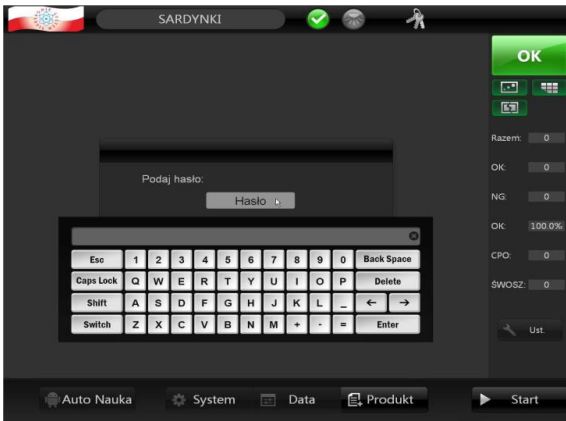 SARDYNKI
OK
Razem: 0
OK: 0
NG: 0
OK: 100.0%
CPO: 0
ŚWOSZ: 0
Ust.
Podaj hasło:
Hasło
Esc 1 2 3 4 5 6 7 8 9 0 Back Space
Caps Lock Q W E R T Y U I O P Delete
Shift A S D F G H J K L _ ← →
Switch Z X C V B N M + - = Enter
Auto Nauka System Data Produkt Start